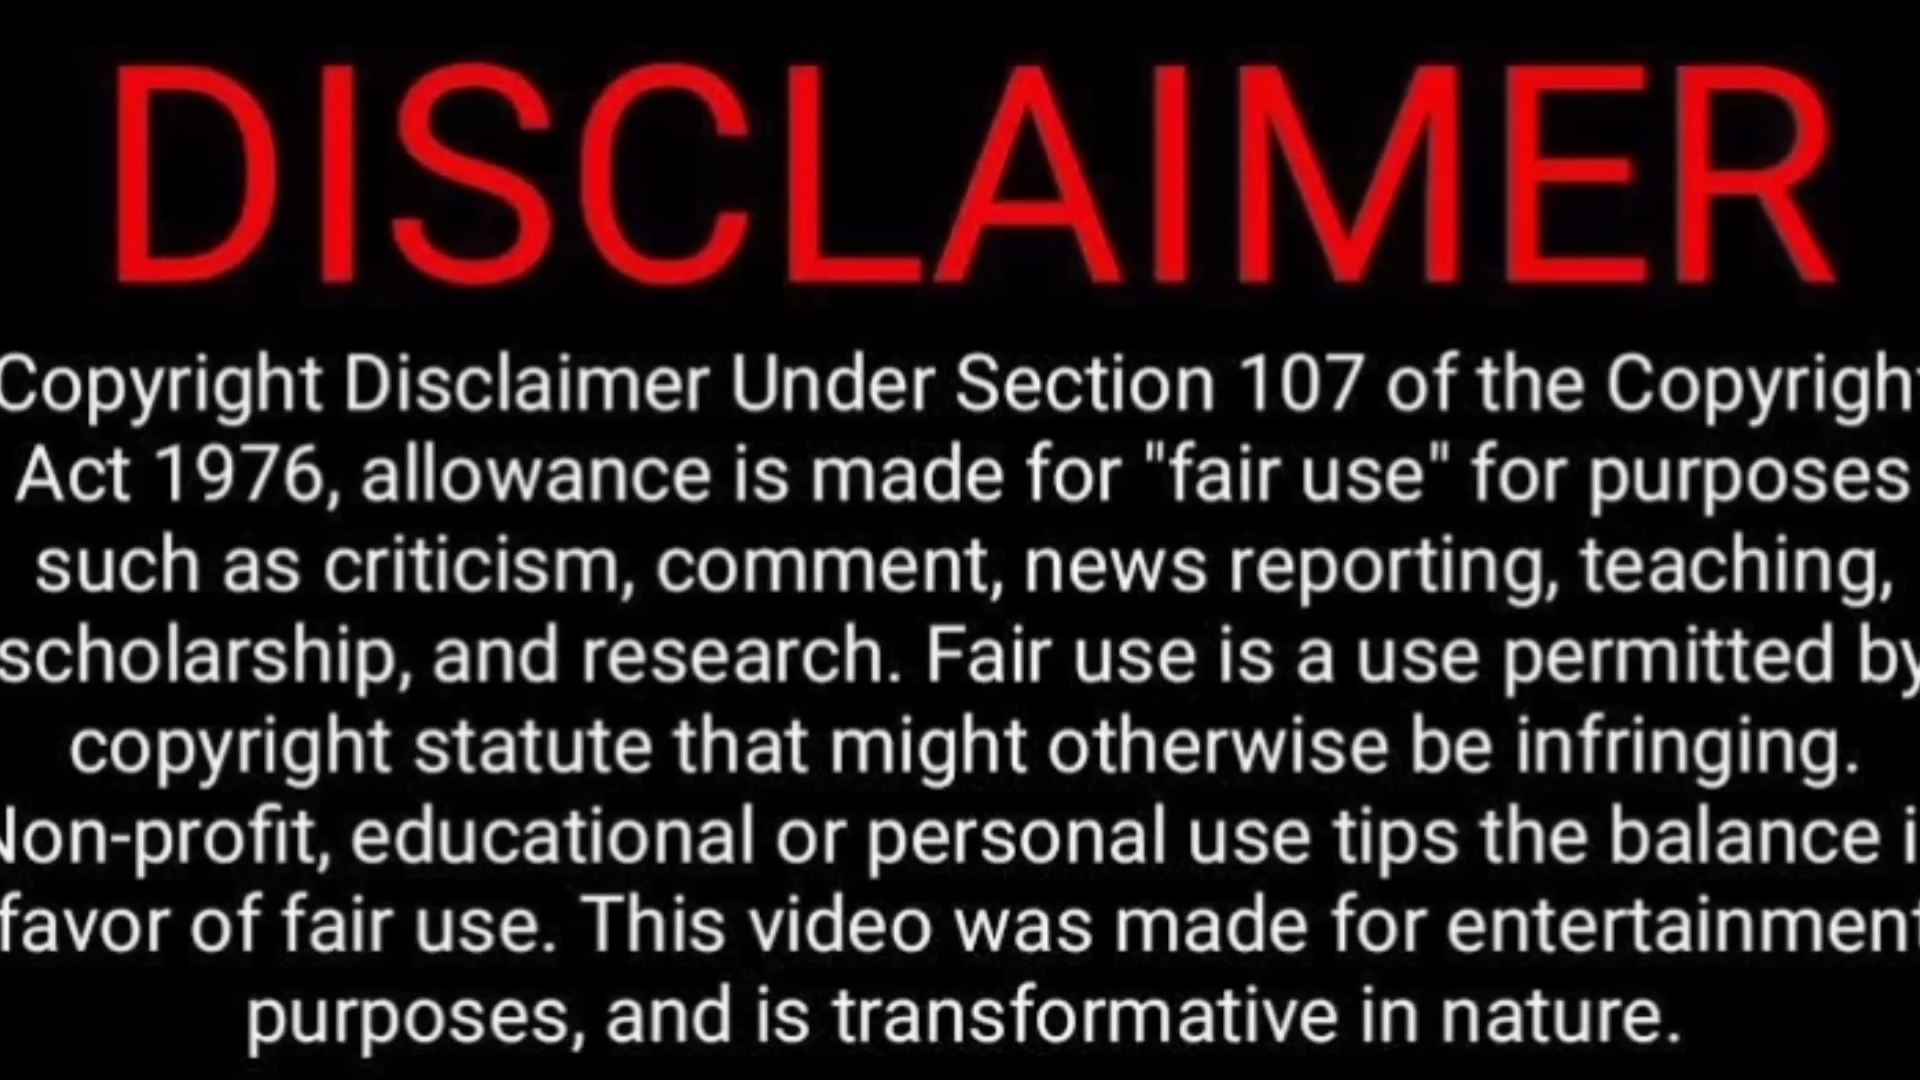 DISCLAIMER
Copyright Disclaimer Under Section 107 of the Copyright
Act 1976, allowance is made for "fair use" for purposes
such as criticism, comment, news reporting, teaching,
scholarship, and research. Fair use is a use permitted by
copyright statute that might otherwise be infringing.
Non-profit, educational or personal use tips the balance i
favor of fair use. This video was made for entertainment
purposes, and is transformative in nature.